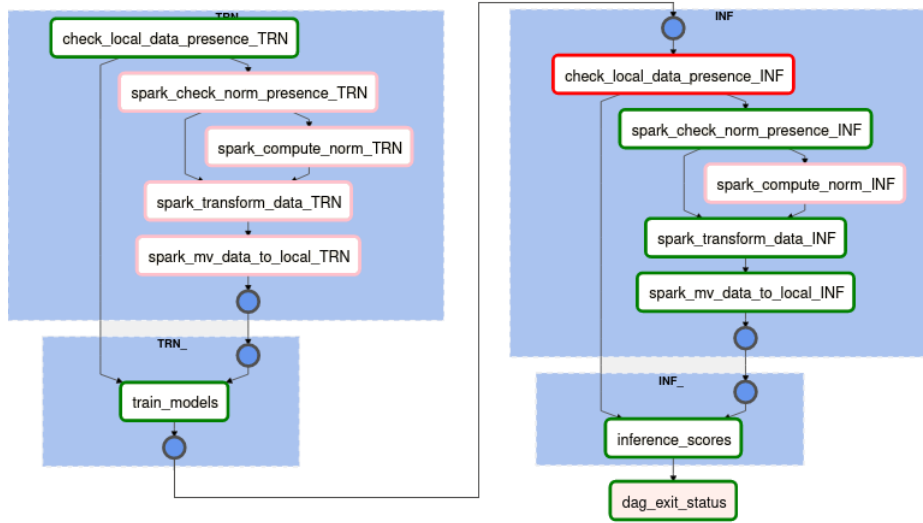 TRN
check_local_data_presence_TRN
spark_check_norm_presence_TRN
spark_compute_norm_TRN
spark_transform_data_TRN
spark_mv_data_to_local_TRN
TRN_
train_models
INF
check_local_data_presence_INF
spark_check_norm_presence_INF
spark_compute_norm_INF
spark_transform_data_INF
spark_mv_data_to_local_INF
INF_
inference_scores
dag_exit_status